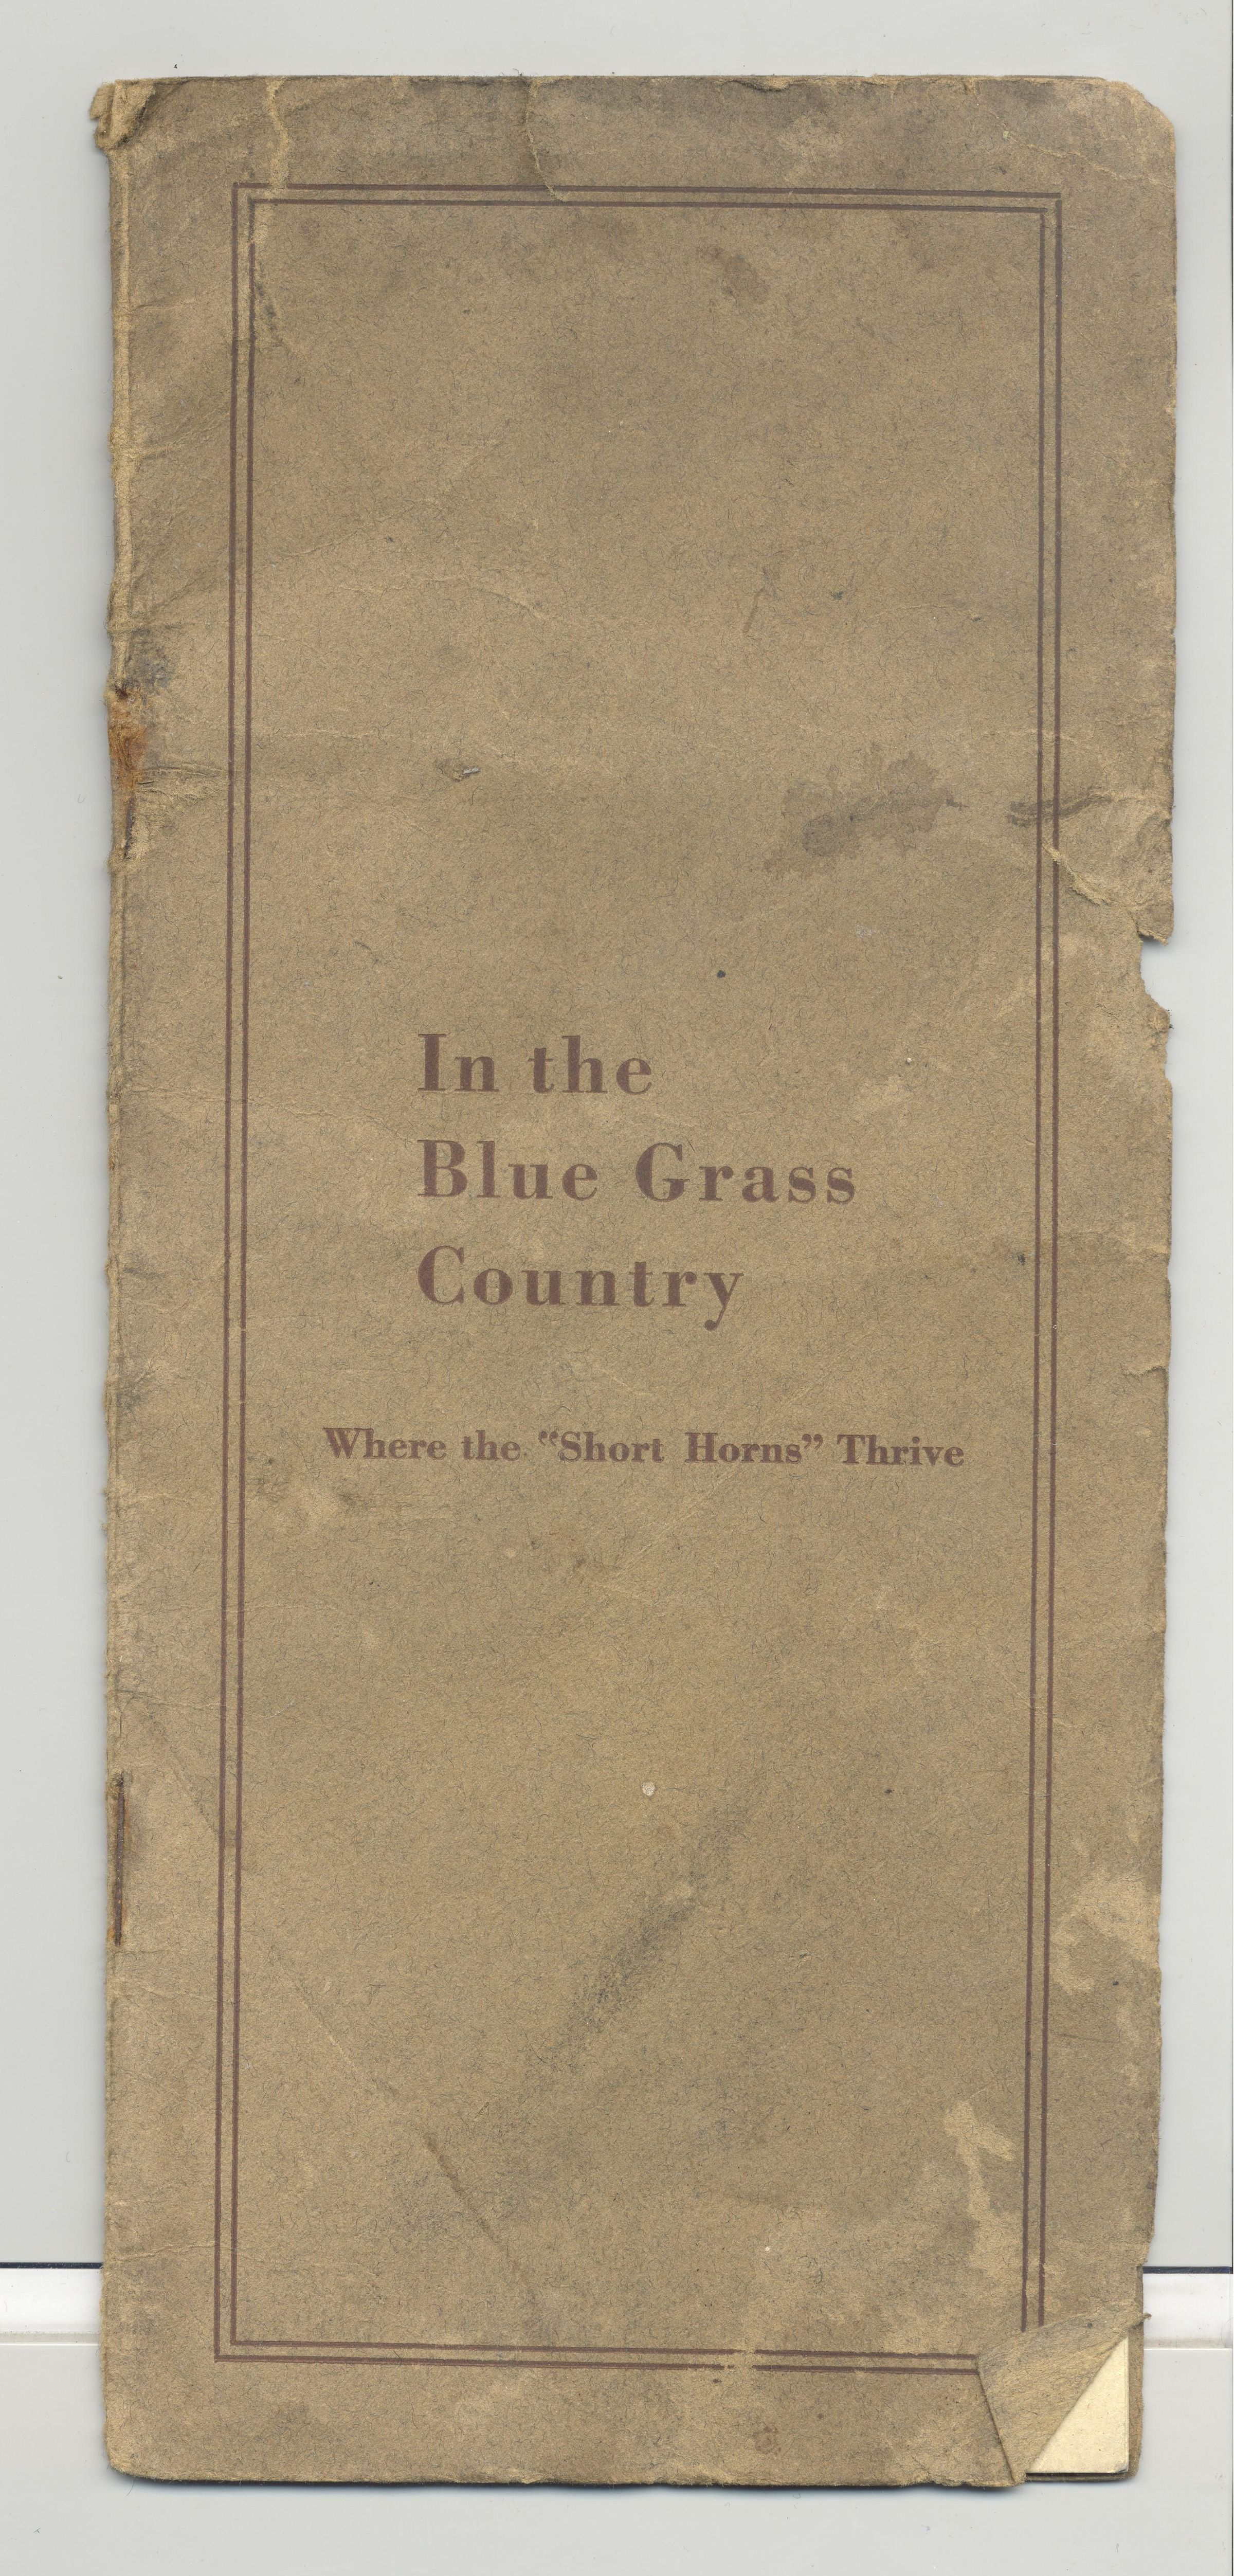 In the
Blue Grass
Country
Where the “Short Horns” Thrive